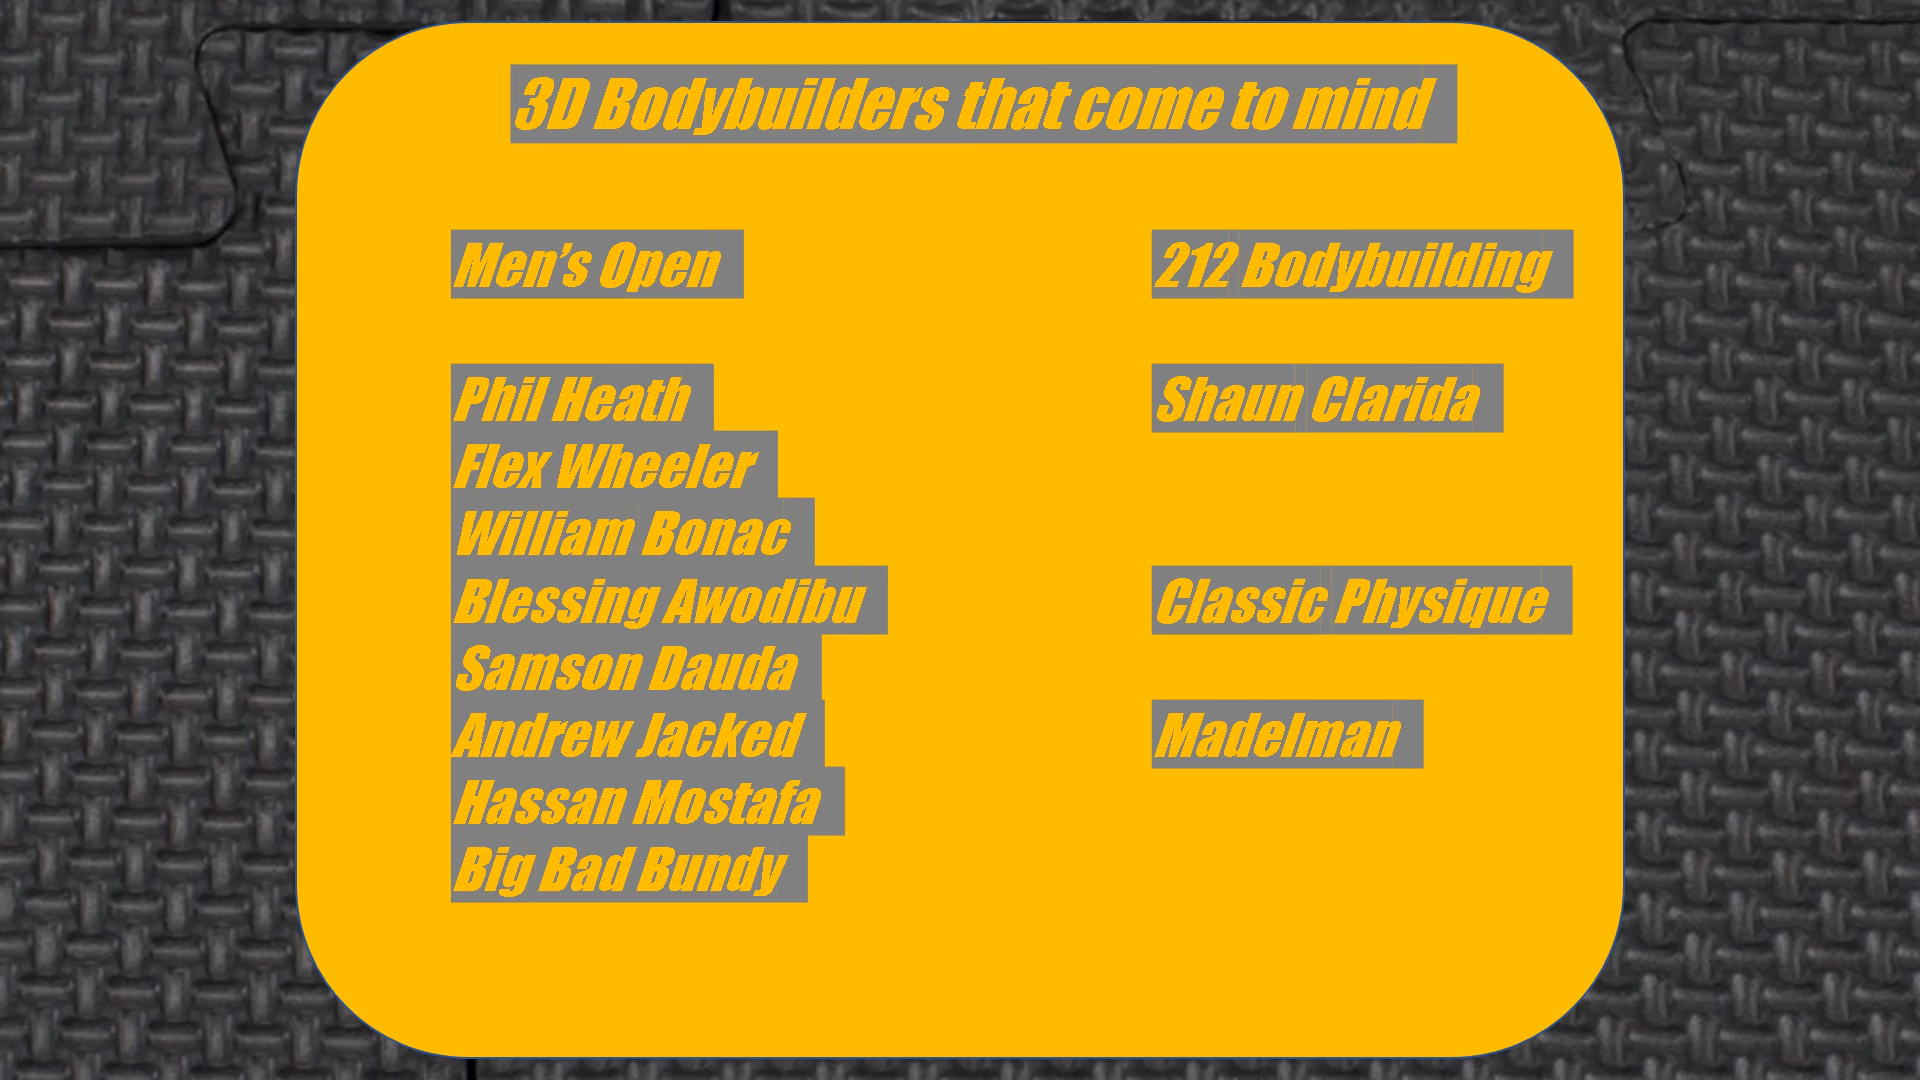 3D Bodybuilders that come to mind
Men’s Open
Phil Heath
Flex Wheeler
William Bonac
Blessing Awodibu
Samson Dauda
Andrew Jacked
Hassan Mostafa
Big Bad Bundy
212 Bodybuilding
Shaun Clarida
Classic Physique
Madelman